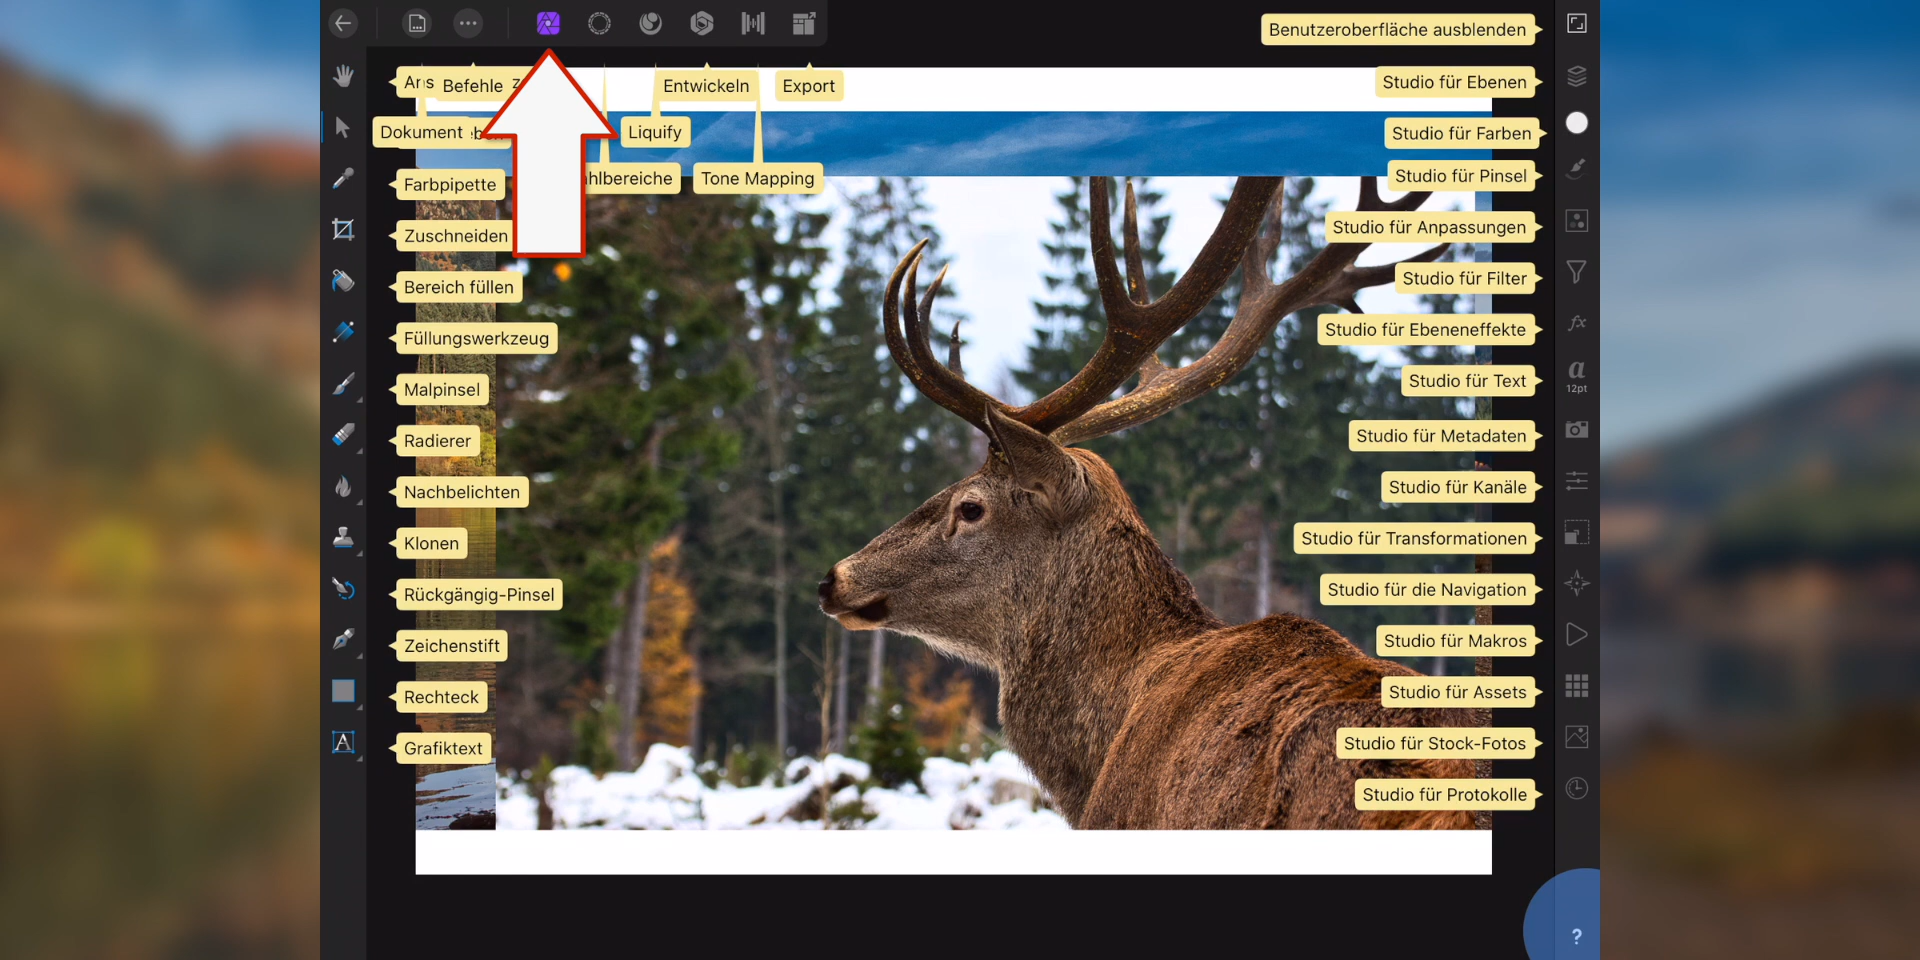 Befehle
Entwickeln
Export
Dokument
Liquify
hlbereiche
Tone Mapping
Farbpipette
Zuschneiden
Bereich füllen
Füllungswerkzeug
Malpinsel
Radierer
Nachbelichten
Klonen
Rückgängig-Pinsel
Zeichenstift
Rechteck
Grafiktext
A
Benutzeroberfläche ausblenden
Studio für Ebenen
Studio für Farben
Studio für Pinsel
Studio für Anpassungen
Studio für Filter
Studio für Ebeneneffekte
fx
Studio für Text
a
12pt
Studio für Metadaten
Studio für Kanäle
Studio für Transformationen
Studio für die Navigation
Studio für Makros
Studio für Assets
Studio für Stock-Fotos
Studio für Protokolle
?